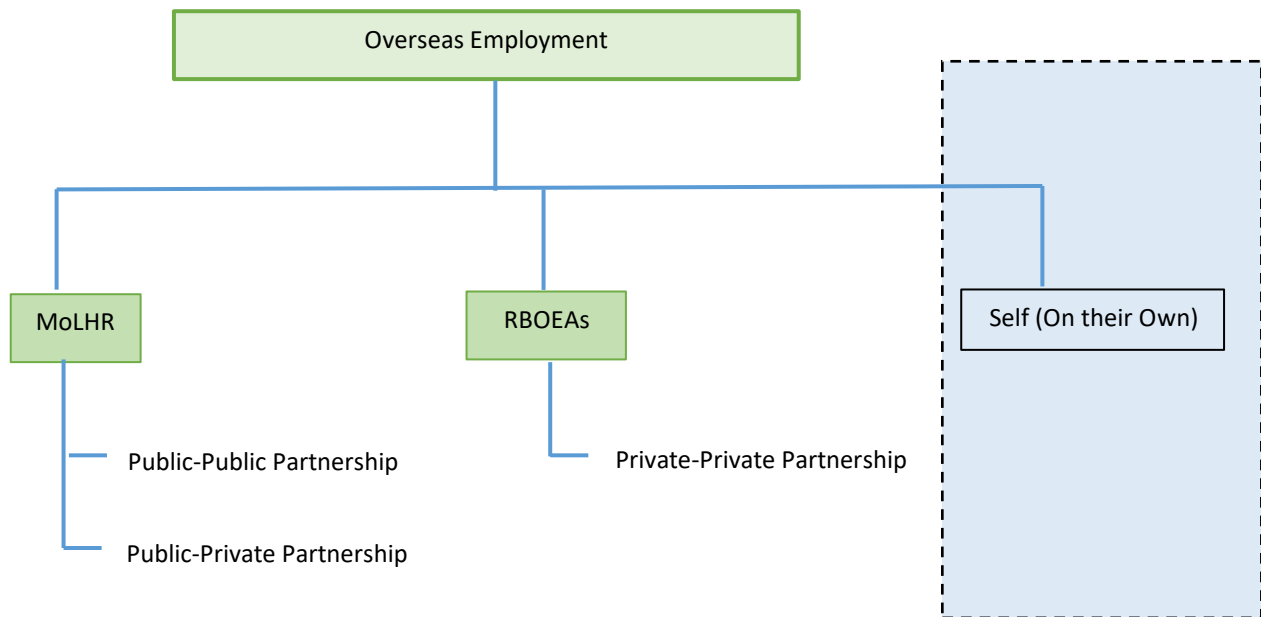 Overseas Employment
MoLHR
RBOEAs
Self (On their Own)
Public-Public Partnership
Private-Private Partnership
Public-Private Partnership